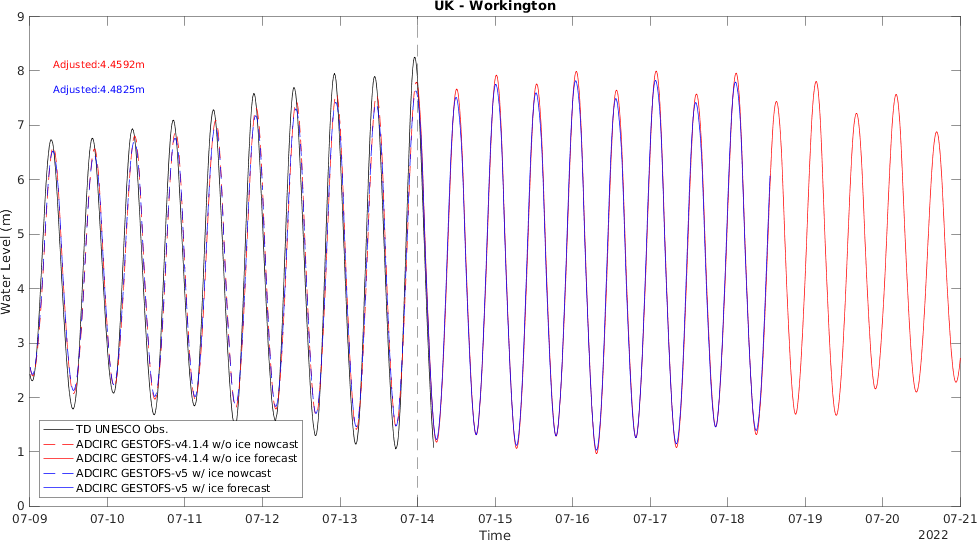 UK - Workington
9
8
7
6
5
4
3
2
1
0
Water Level (m)
Adjusted:4.4592m
Adjusted:4.4825m
TD UNESCO Obs.
ADCIRC GESTOFS-v4.1.4 w/o ice nowcast
ADCIRC GESTOFS-v4.1.4 w/o ice forecast
ADCIRC GESTOFS-v5 w/ ice nowcast
ADCIRC GESTOFS-v5 w/ ice forecast
07-09 07-10 07-11 07-12 07-13 07-14 07-15 07-16 07-17 07-18 07-19 07-20 07-21
Time
2022